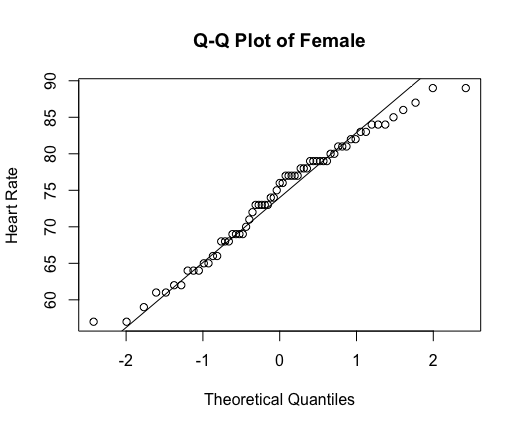 Q-Q Plot of Female
Heart Rate
90
85
80
75
70
65
60
-2 -1 0 1 2
Theoretical Quantiles